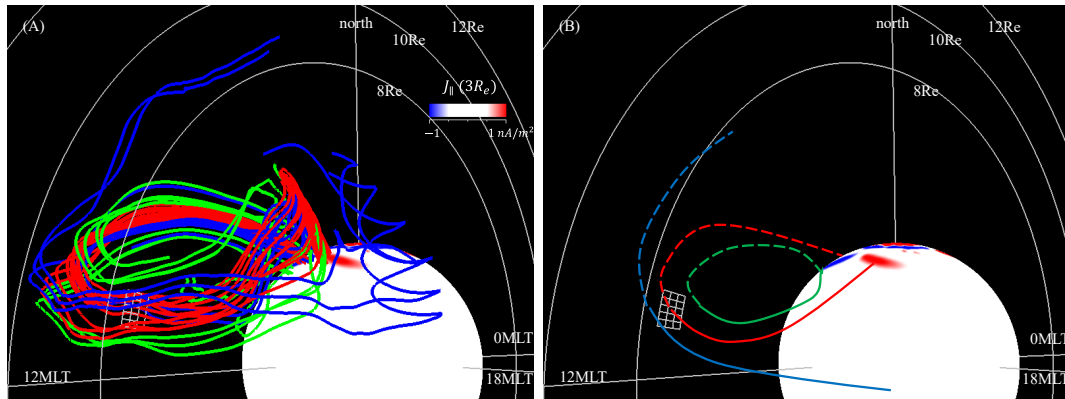 (A)
north
12Re
10Re
8Re
J∥ (3Re)
−1
1 nA/m²
0MLT
18MLT
12MLT
(B)
north
12Re
10Re
8Re
0MLT
18MLT
12MLT